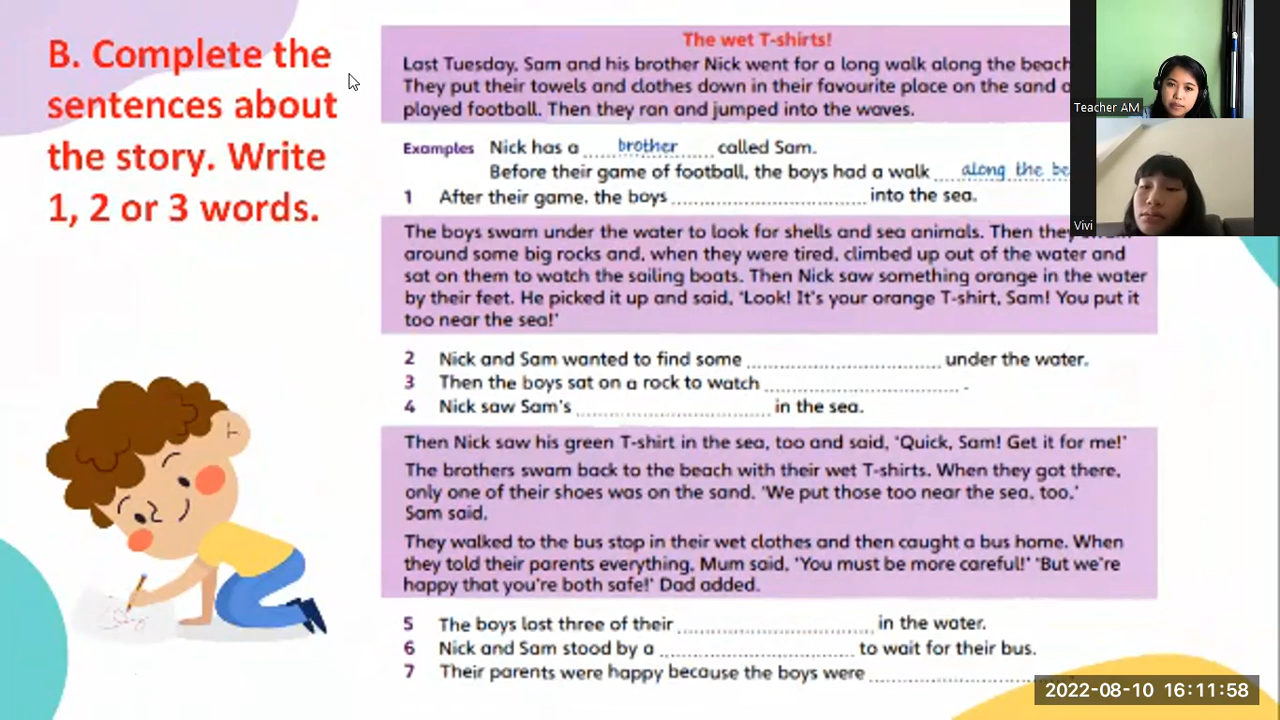 B. Complete the
sentences about
the story. Write
1, 2 or 3 words.
The wet T-shirts!
Last Tuesday, Sam and his brother Nick went for a long walk along the beach
They put their towels and clothes down in their favourite place on the sand
played football. Then they ran and jumped into the waves.
Examples Nick has a brother called Sam.
Before their game of football, the boys had a walk along the
1 After their game, the boys ........ into the sea.
The boys swam under the water to look for shells and sea animals. Then they
around some big rocks and, when they were tired, climbed up out of the water and
sat on them to watch the sailing boats. Then Nick saw something orange in the water
by their feet. He picked it up and said, 'Look! It's your orange T-shirt, Sam! You put it
too near the sea!'
2 Nick and Sam wanted to find some ........ under the water.
3 Then the boys sat on a rock to watch ........ .
4 Nick saw Sam's ........ in the sea.
Then Nick saw his green T-shirt in the sea, too and said, 'Quick, Sam! Get it for me!'
The brothers swam back to the beach with their wet T-shirts. When they got there,
only one of their shoes was on the sand. 'We put those too near the sea, too,'
Sam said.
They walked to the bus stop in their wet clothes and then caught a bus home. When
they told their parents everything, Mum said, 'You must be more careful!' 'But we're
happy that you're both safe!' Dad added.
5 The boys lost three of their ........ in the water.
6 Nick and Sam stood by a ........ to wait for their bus.
7 Their parents were happy because the boys were ........
Teacher AM
Vivi
2022-08-10 16:11:58